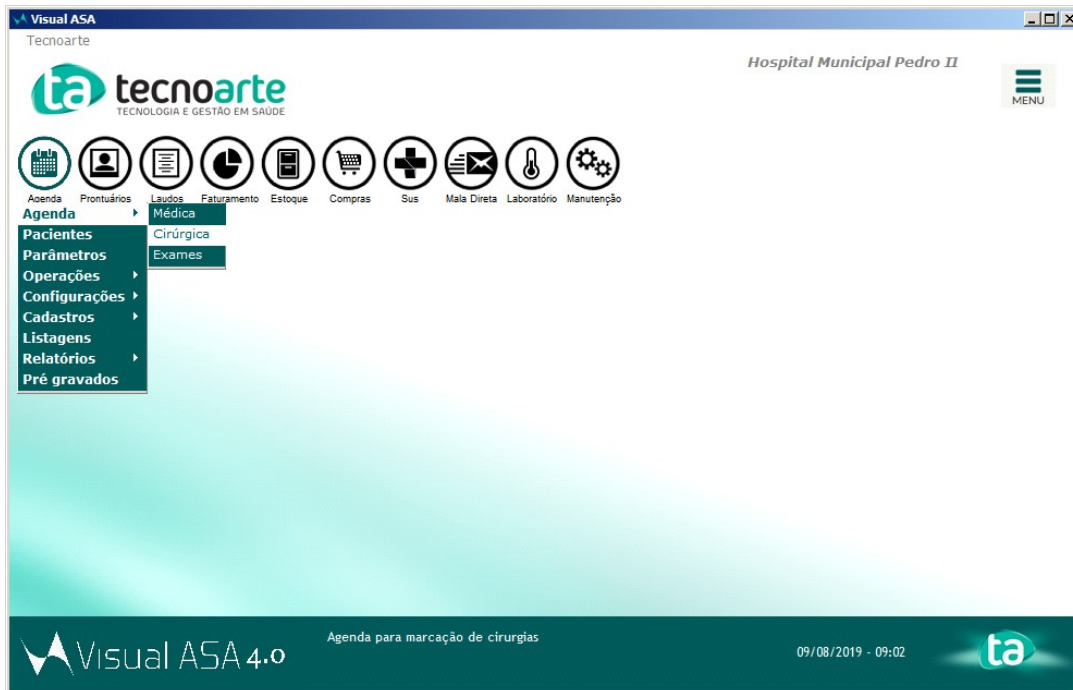 Visual ASA
Tecnoarte
Hospital Municipal Pedro II
ta tecnoarte
TECNOLOGIA E GESTÃO EM SAÚDE
MENU
Agenda Prontuários Laudos Faturamento Estoque Compras Sus Mala Direta Laboratório Manutenção
Agenda Médica
Pacientes Cirúrgica
Parâmetros Exames
Operações
Configurações
Cadastros
Listagens
Relatórios
Pré gravados
Visual ASA 4.0
Agenda para marcação de cirurgias
09/08/2019 - 09:02
ta